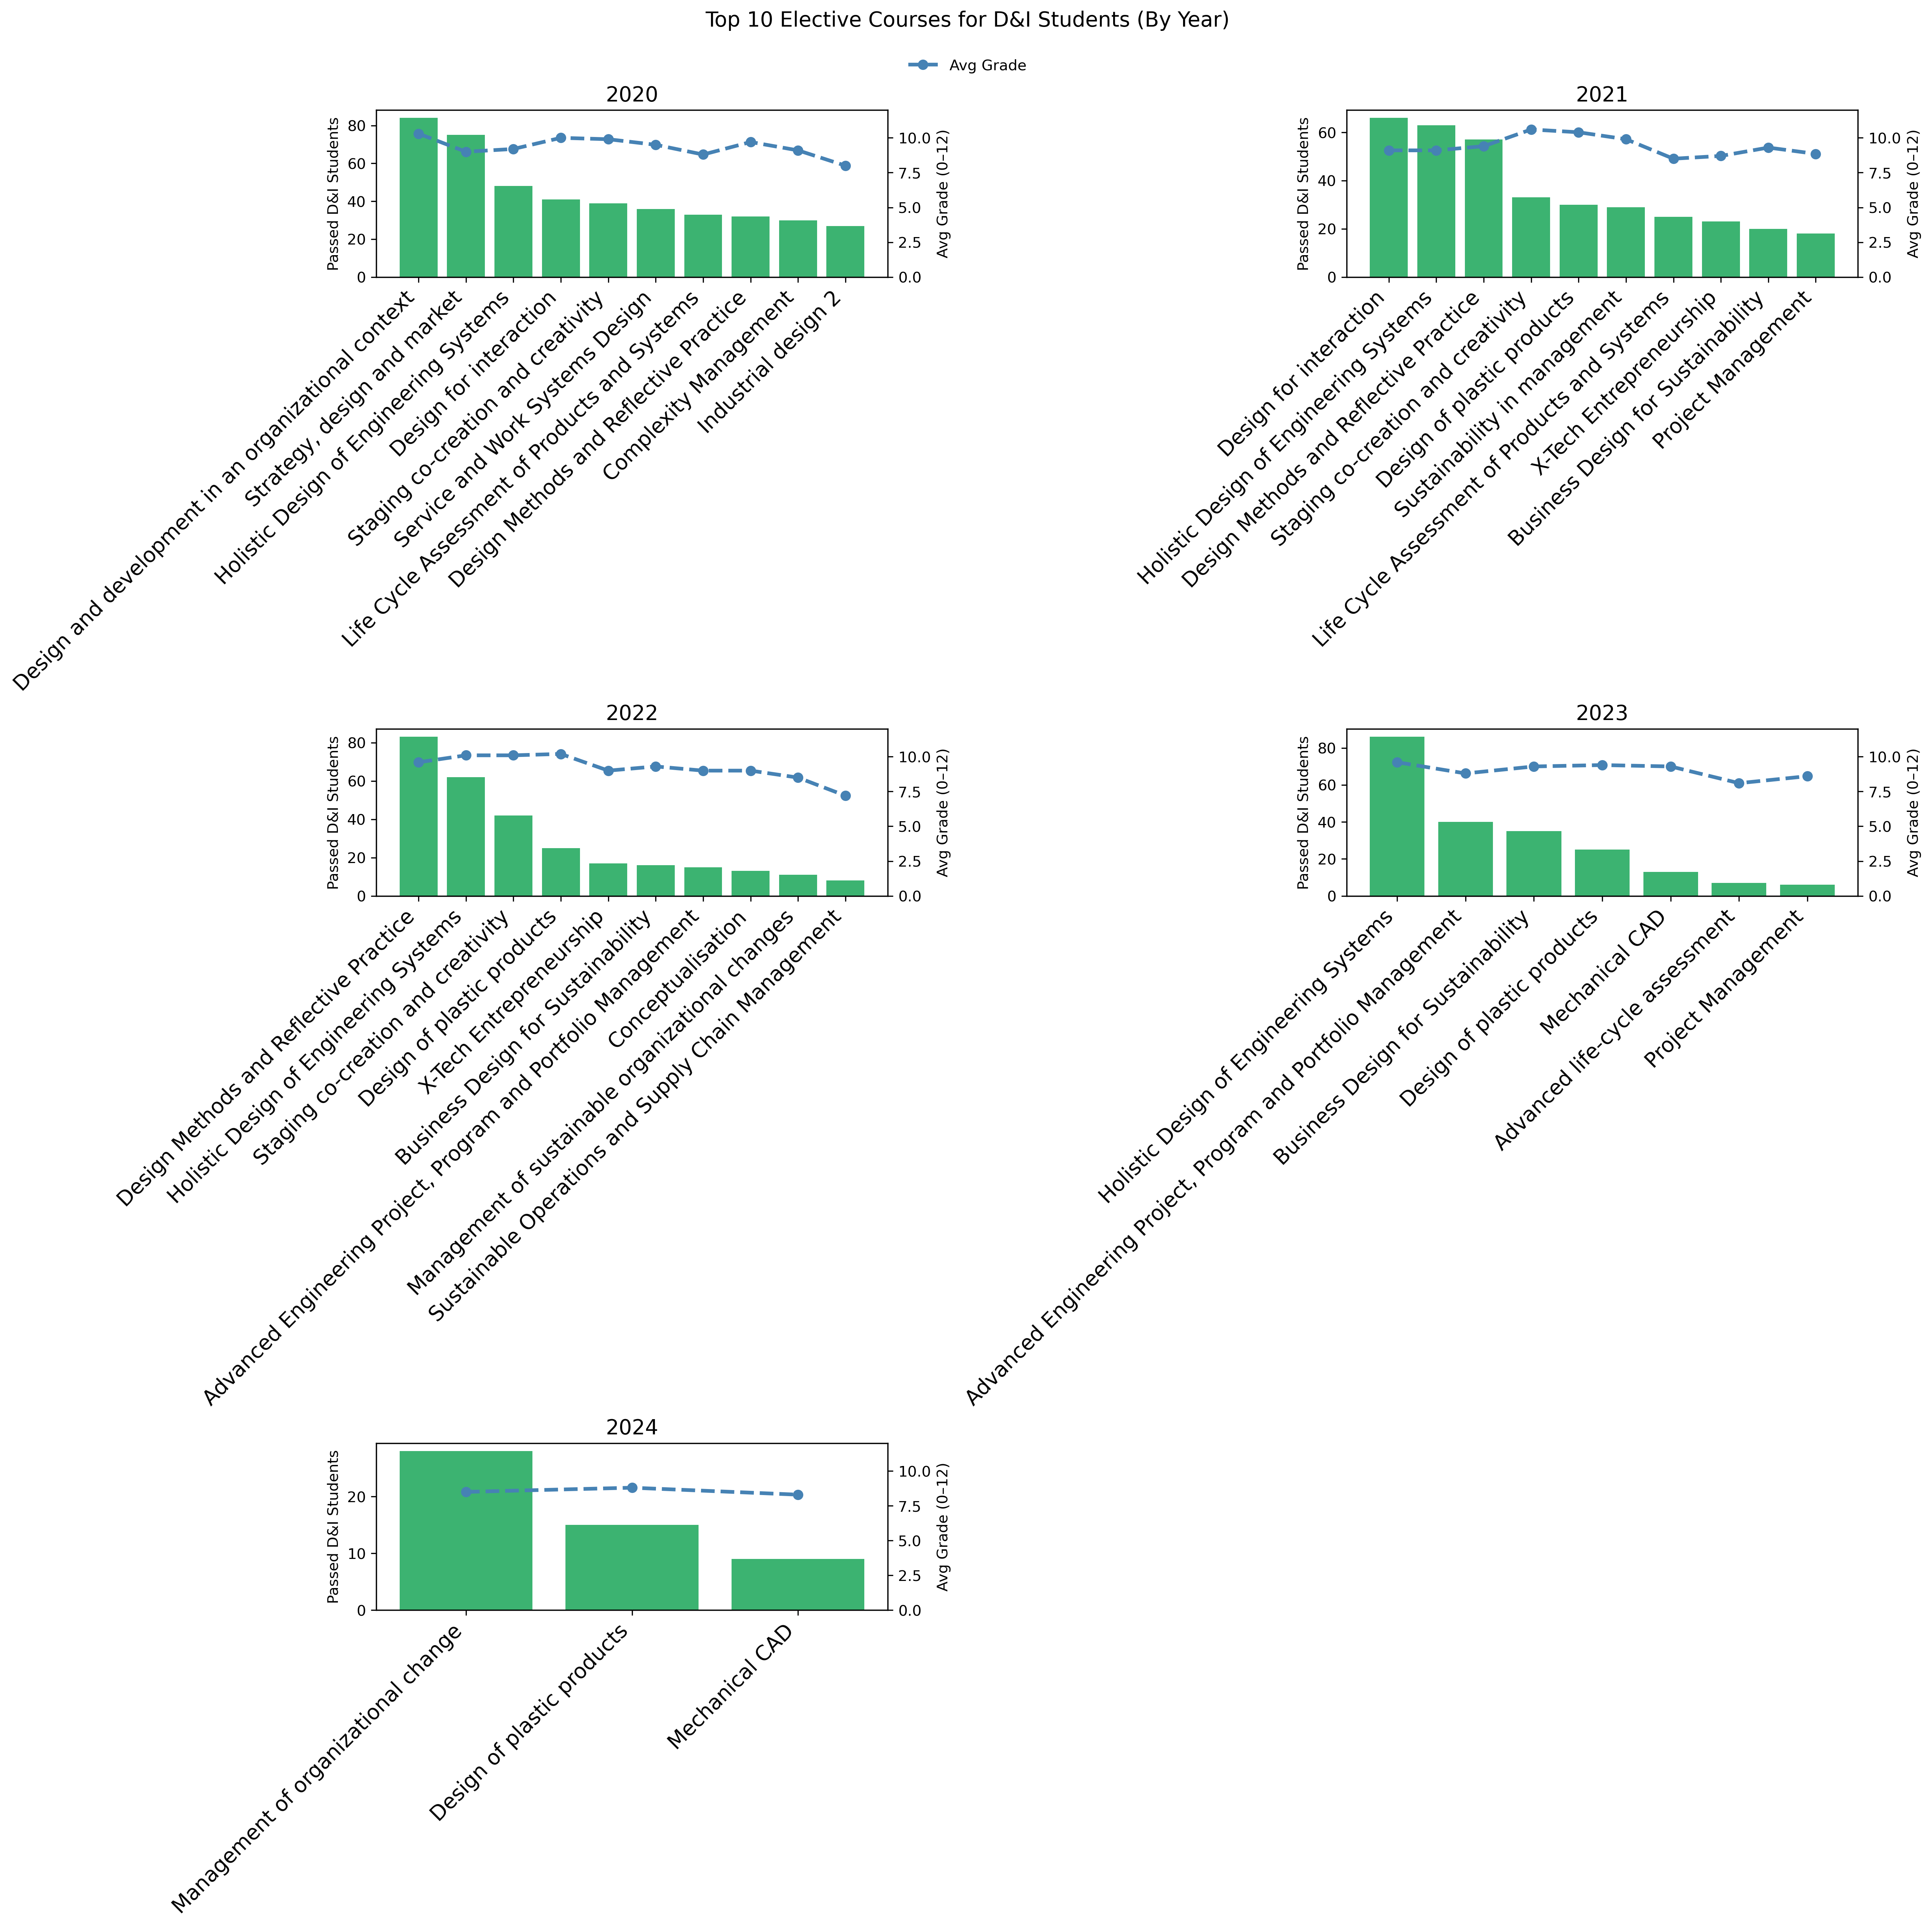 Top 10 Elective Courses for D&I Students (By Year)
Avg Grade
2020
Passed D&I Students
80
60
40
20
0
10.0
7.5
5.0
2.5
0.0
Avg Grade (0–12)
Design and development in an organizational context
Strategy, design and market
Holistic Design of Engineering Systems
Design for interaction
Staging co-creation and creativity
Service and Work Systems Design
Life Cycle Assessment of Products and Systems
Design Methods and Reflective Practice
Complexity Management
Industrial design 2
2021
Passed D&I Students
60
40
20
0
10.0
7.5
5.0
2.5
0.0
Avg Grade (0–12)
Design for interaction
Holistic Design of Engineering Systems
Design Methods and Reflective Practice
Staging co-creation and creativity
Design of plastic products
Sustainability in management
Life Cycle Assessment of Products and Systems
X-Tech Entrepreneurship
Business Design for Sustainability
Project Management
2022
Passed D&I Students
80
60
40
20
0
10.0
7.5
5.0
2.5
0.0
Avg Grade (0–12)
Design Methods and Reflective Practice
Holistic Design of Engineering Systems
Staging co-creation and creativity
Design of plastic products
X-Tech Entrepreneurship
Business Design for Sustainability
Advanced Engineering Project, Program and Portfolio Management
Conceptualisation
Management of sustainable organizational changes
Sustainable Operations and Supply Chain Management
2023
Passed D&I Students
80
60
40
20
0
10.0
7.5
5.0
2.5
0.0
Avg Grade (0–12)
Holistic Design of Engineering Systems
Advanced Engineering Project, Program and Portfolio Management
Business Design for Sustainability
Design of plastic products
Mechanical CAD
Advanced life-cycle assessment
Project Management
2024
Passed D&I Students
20
10
0
10.0
7.5
5.0
2.5
0.0
Avg Grade (0–12)
Management of organizational change
Design of plastic products
Mechanical CAD